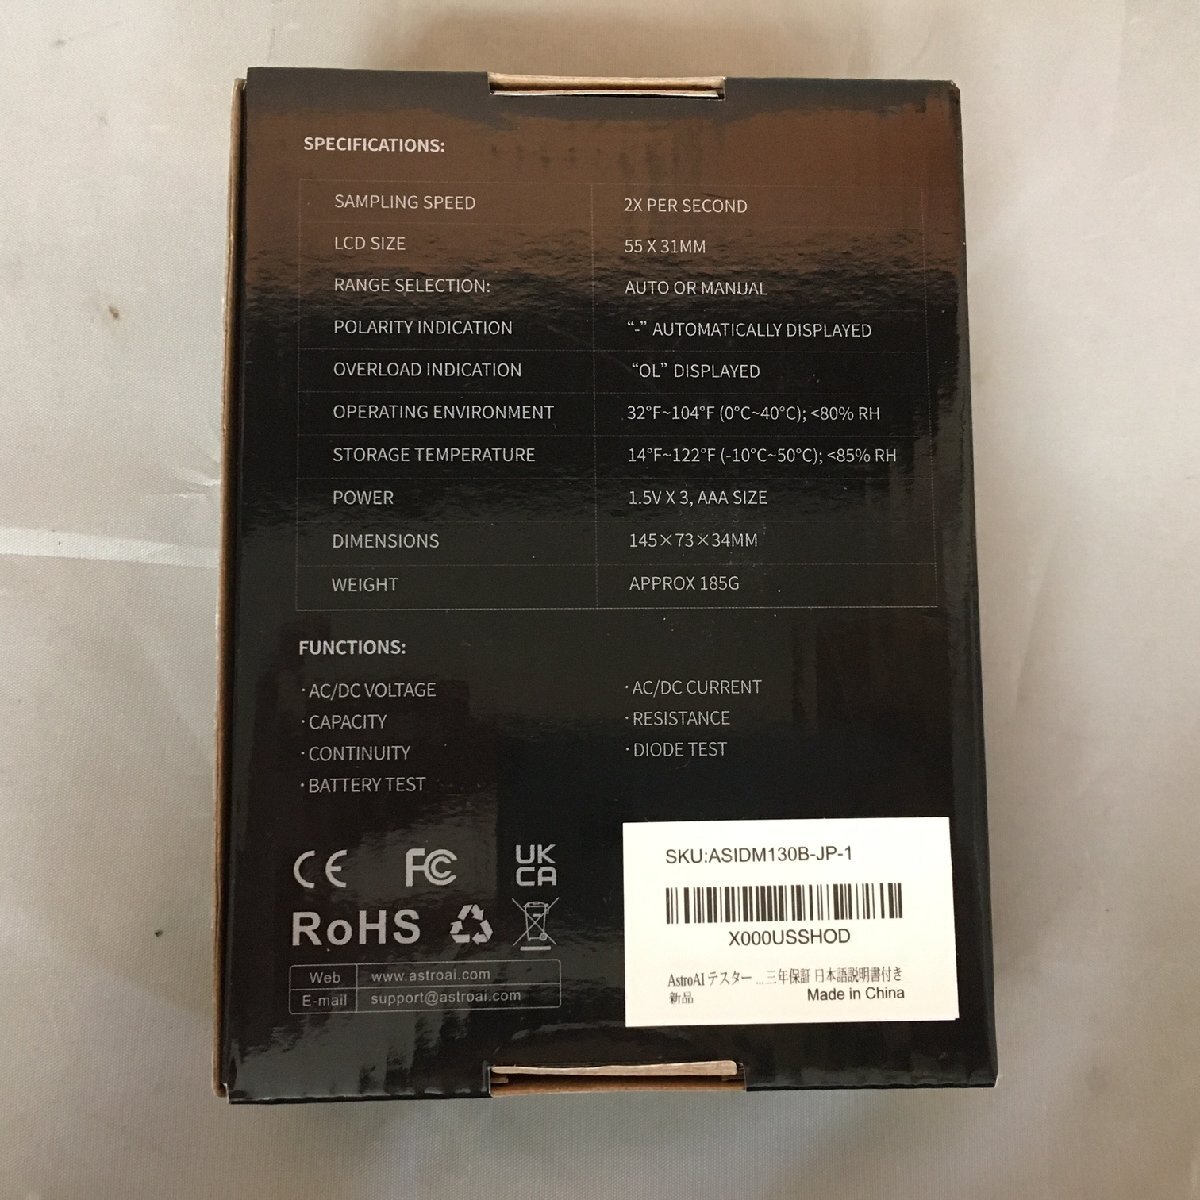 SPECIFICATIONS:
SAMPLING SPEED 2X PER SECOND
LCD SIZE 55 X 31MM
RANGE SELECTION: AUTO OR MANUAL
POLARITY INDICATION “-” AUTOMATICALLY DISPLAYED
OVERLOAD INDICATION “OL” DISPLAYED
OPERATING ENVIRONMENT 32°F~104°F (0°C~40°C); <80% RH
STORAGE TEMPERATURE 14°F~122°F (-10°C~50°C); <85% RH
POWER 1.5V X 3, AAA SIZE
DIMENSIONS 145×73×34MM
WEIGHT APPROX 185G
FUNCTIONS:
· AC/DC VOLTAGE · AC/DC CURRENT
· CAPACITY · RESISTANCE
· CONTINUITY · DIODE TEST
· BATTERY TEST
CE FC UK
CA
RoHS
Web www.astroai.com
E-mail support@astroai.com
SKU:ASIDM130B-JP-1
X000USSHOD
AstroAI テスター ...三年保証 日本語説明書付き
新品 Made in China